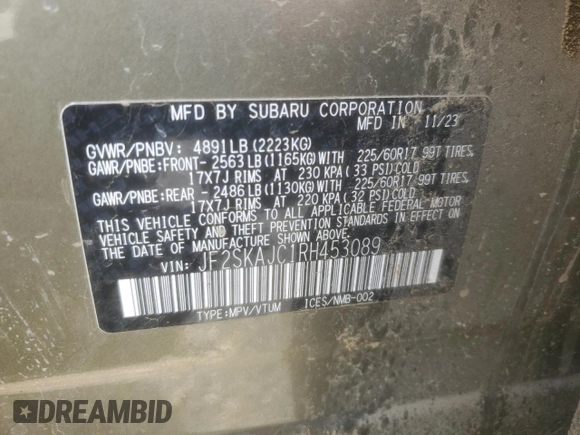 MFD BY SUBARU CORPORATION
MFD IN 11/23
GVWR/PNBV: 4891LB(2223KG)
GAWR/PNBE:FRONT- 2563LB(1165KG)WITH 225/60R17 99T TIRES,
17X7J RIMS AT 230 KPA(33 PSI)COLD
GAWR/PNBE:REAR - 2486LB(1130KG)WITH 225/60R17 99T TIRES,
17X7J RIMS AT 220 KPA(32 PSI)COLD
THIS VEHICLE CONFORMS TO ALL APPLICABLE FEDERAL MOTOR
VEHICLE SAFETY AND THEFT PREVENTION STANDARDS IN EFFECT
ON THE DATE OF MANUFACTURE SHOWN ABOVE.
VIN: JF2SKAJC1RH453089
TYPE:MPV/VTUM ICES/NMB-002
DREAMBID